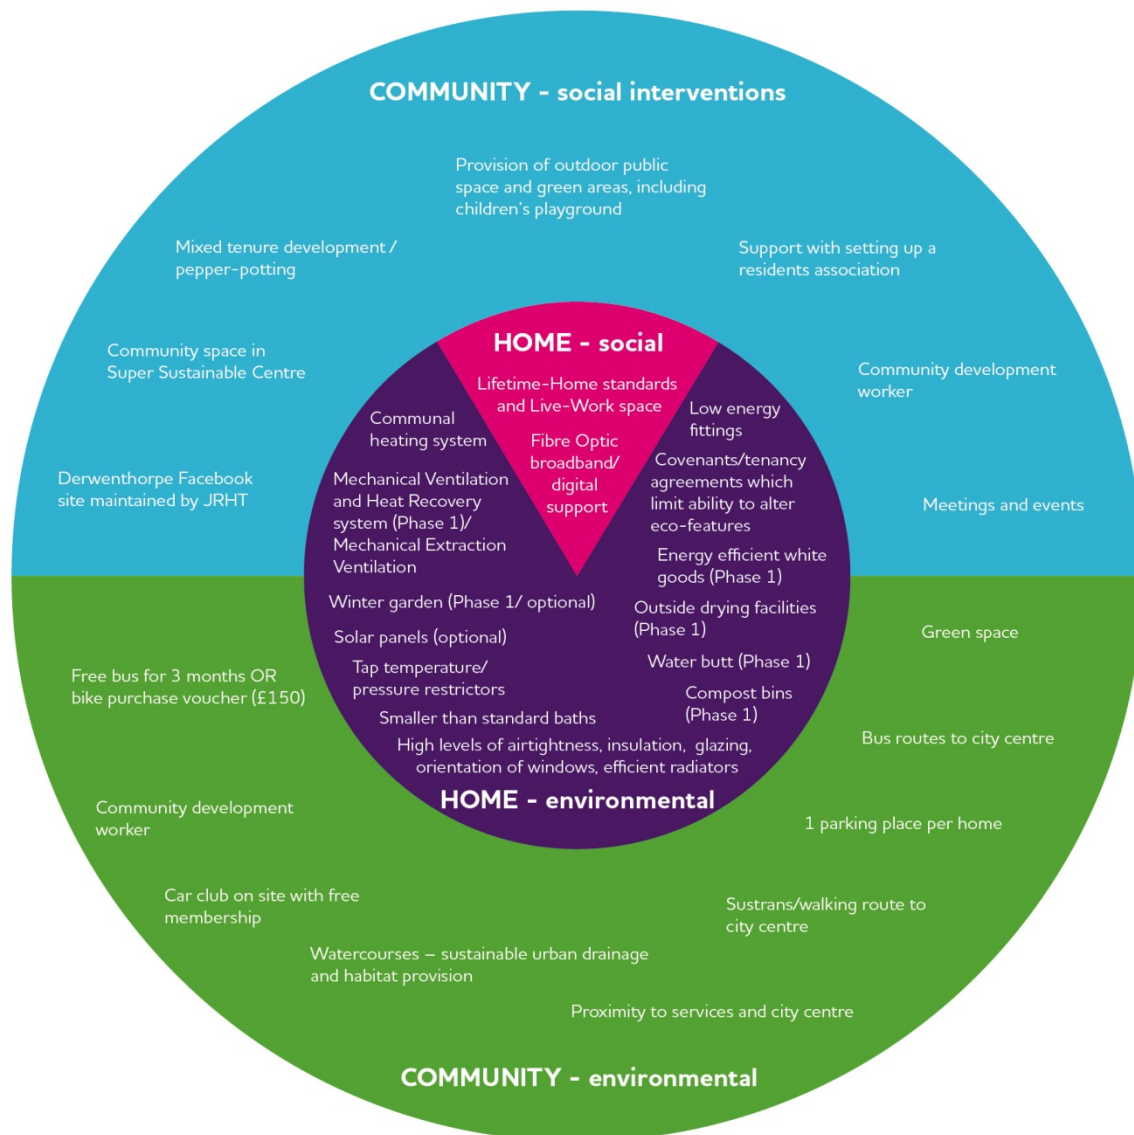 COMMUNITY - social interventions
Provision of outdoor public
space and green areas, including
children's playground
Mixed tenure development /
pepper-potting
Support with setting up a
residents association
Community space in
Super Sustainable Centre
Community development
worker
Derwenthorpe Facebook
site maintained by JRHT
Meetings and events
HOME - social
Lifetime-Home standards
and Live-Work space
Fibre Optic
broadband/
digital
support
Communal
heating system
Mechanical Ventilation
and Heat Recovery
system (Phase 1)/
Mechanical Extraction
Ventilation
Winter garden (Phase 1/ optional)
Solar panels (optional)
Tap temperature/
pressure restrictors
Smaller than standard baths
Low energy
fittings
Covenants/tenancy
agreements which
limit ability to alter
eco-features
Energy efficient white
goods (Phase 1)
Outside drying facilities
(Phase 1)
Water butt (Phase 1)
Compost bins
(Phase 1)
High levels of airtightness, insulation, glazing,
orientation of windows, efficient radiators
HOME - environmental
Free bus for 3 months OR
bike purchase voucher (£150)
Community development
worker
Car club on site with free
membership
Watercourses – sustainable urban drainage
and habitat provision
Green space
Bus routes to city centre
1 parking place per home
Sustrans/walking route to
city centre
Proximity to services and city centre
COMMUNITY - environmental